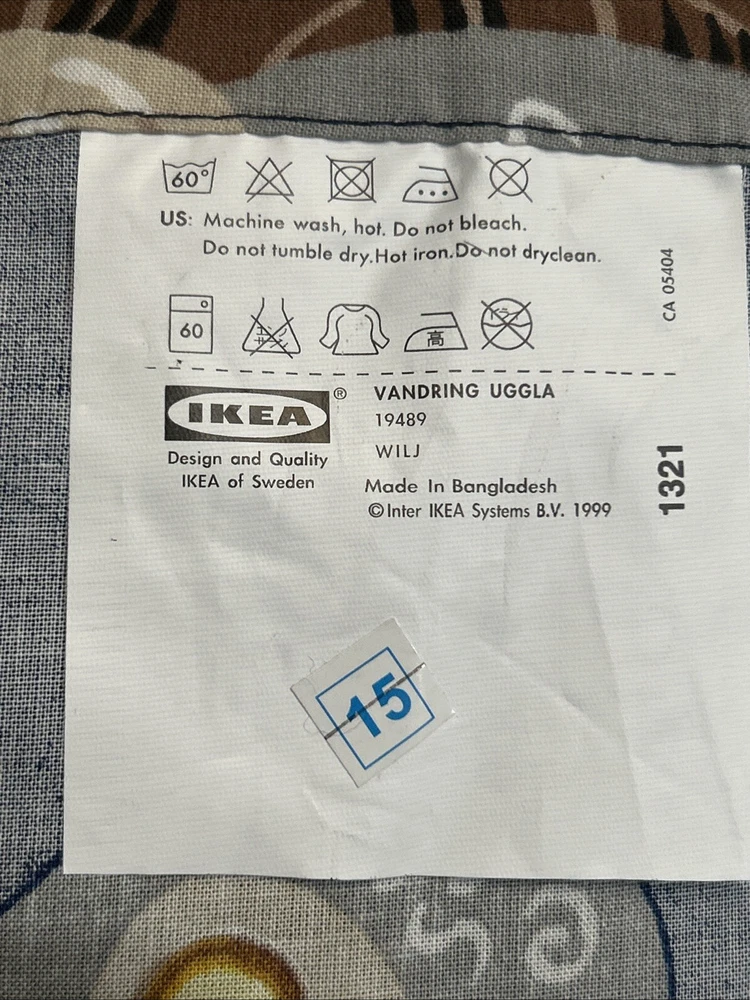 60°
US: Machine wash, hot. Do not bleach.
Do not tumble dry.Hot iron.Do not dryclean.
CA 05404
60
高
IKEA®
Design and Quality
IKEA of Sweden
VANDRING UGGLA
19489
WILJ
Made In Bangladesh
©Inter IKEA Systems B.V. 1999
1321
15